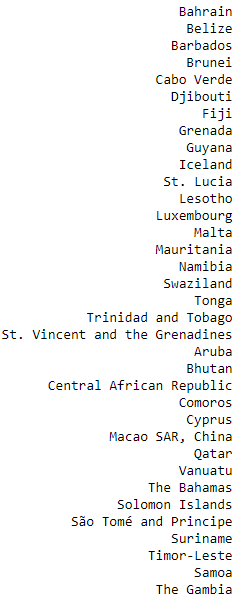 Bahrain
Belize
Barbados
Brunei
Cabo Verde
Djibouti
Fiji
Grenada
Guyana
Iceland
St. Lucia
Lesotho
Luxembourg
Malta
Mauritania
Namibia
Swaziland
Tonga
Trinidad and Tobago
St. Vincent and the Grenadines
Aruba
Bhutan
Central African Republic
Comoros
Cyprus
Macao SAR, China
Qatar
Vanuatu
The Bahamas
Solomon Islands
São Tomé and Principe
Suriname
Timor-Leste
Samoa
The Gambia